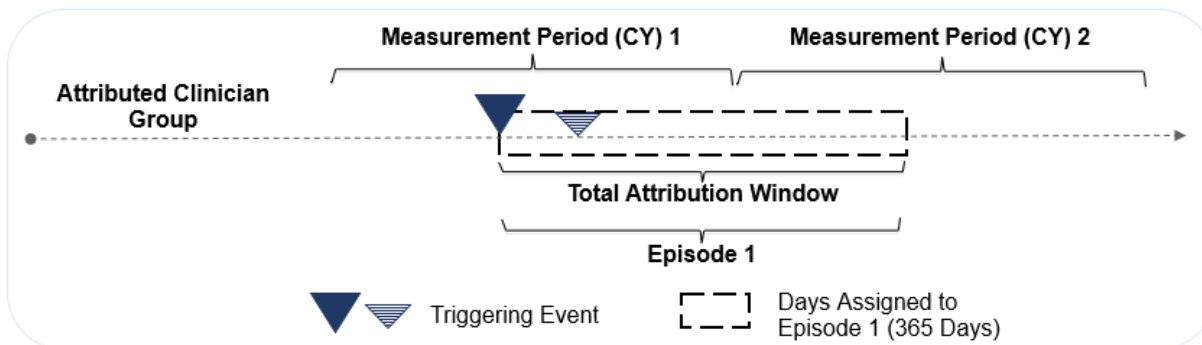 Measurement Period (CY) 1
Measurement Period (CY) 2
Attributed Clinician
Group
Total Attribution Window
Episode 1
Triggering Event
Days Assigned to
Episode 1 (365 Days)